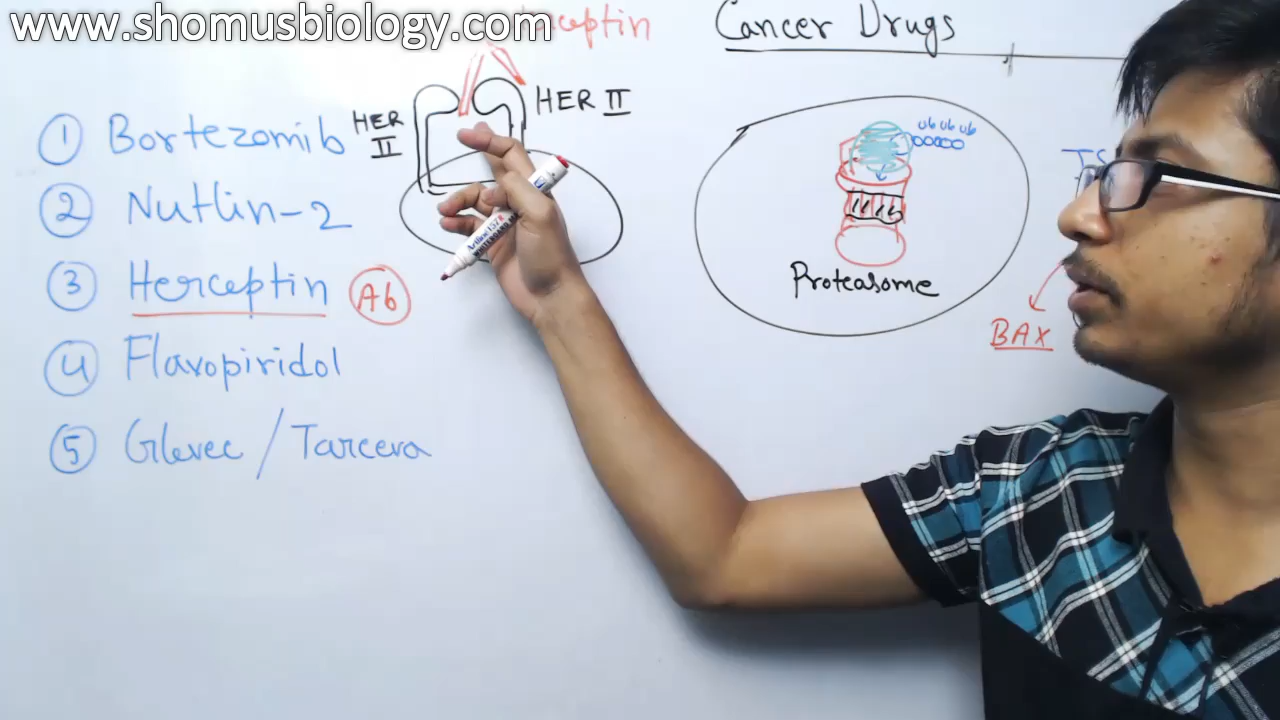 www.shomusbiology.com
Cancer Drugs
HER II
HER II
① Bortezomib
② Nutlin-2
③ Herceptin Ab
④ Flavopiridol
⑤ Glevec / Tarceva
ub ub ub
Proteasome
BAX